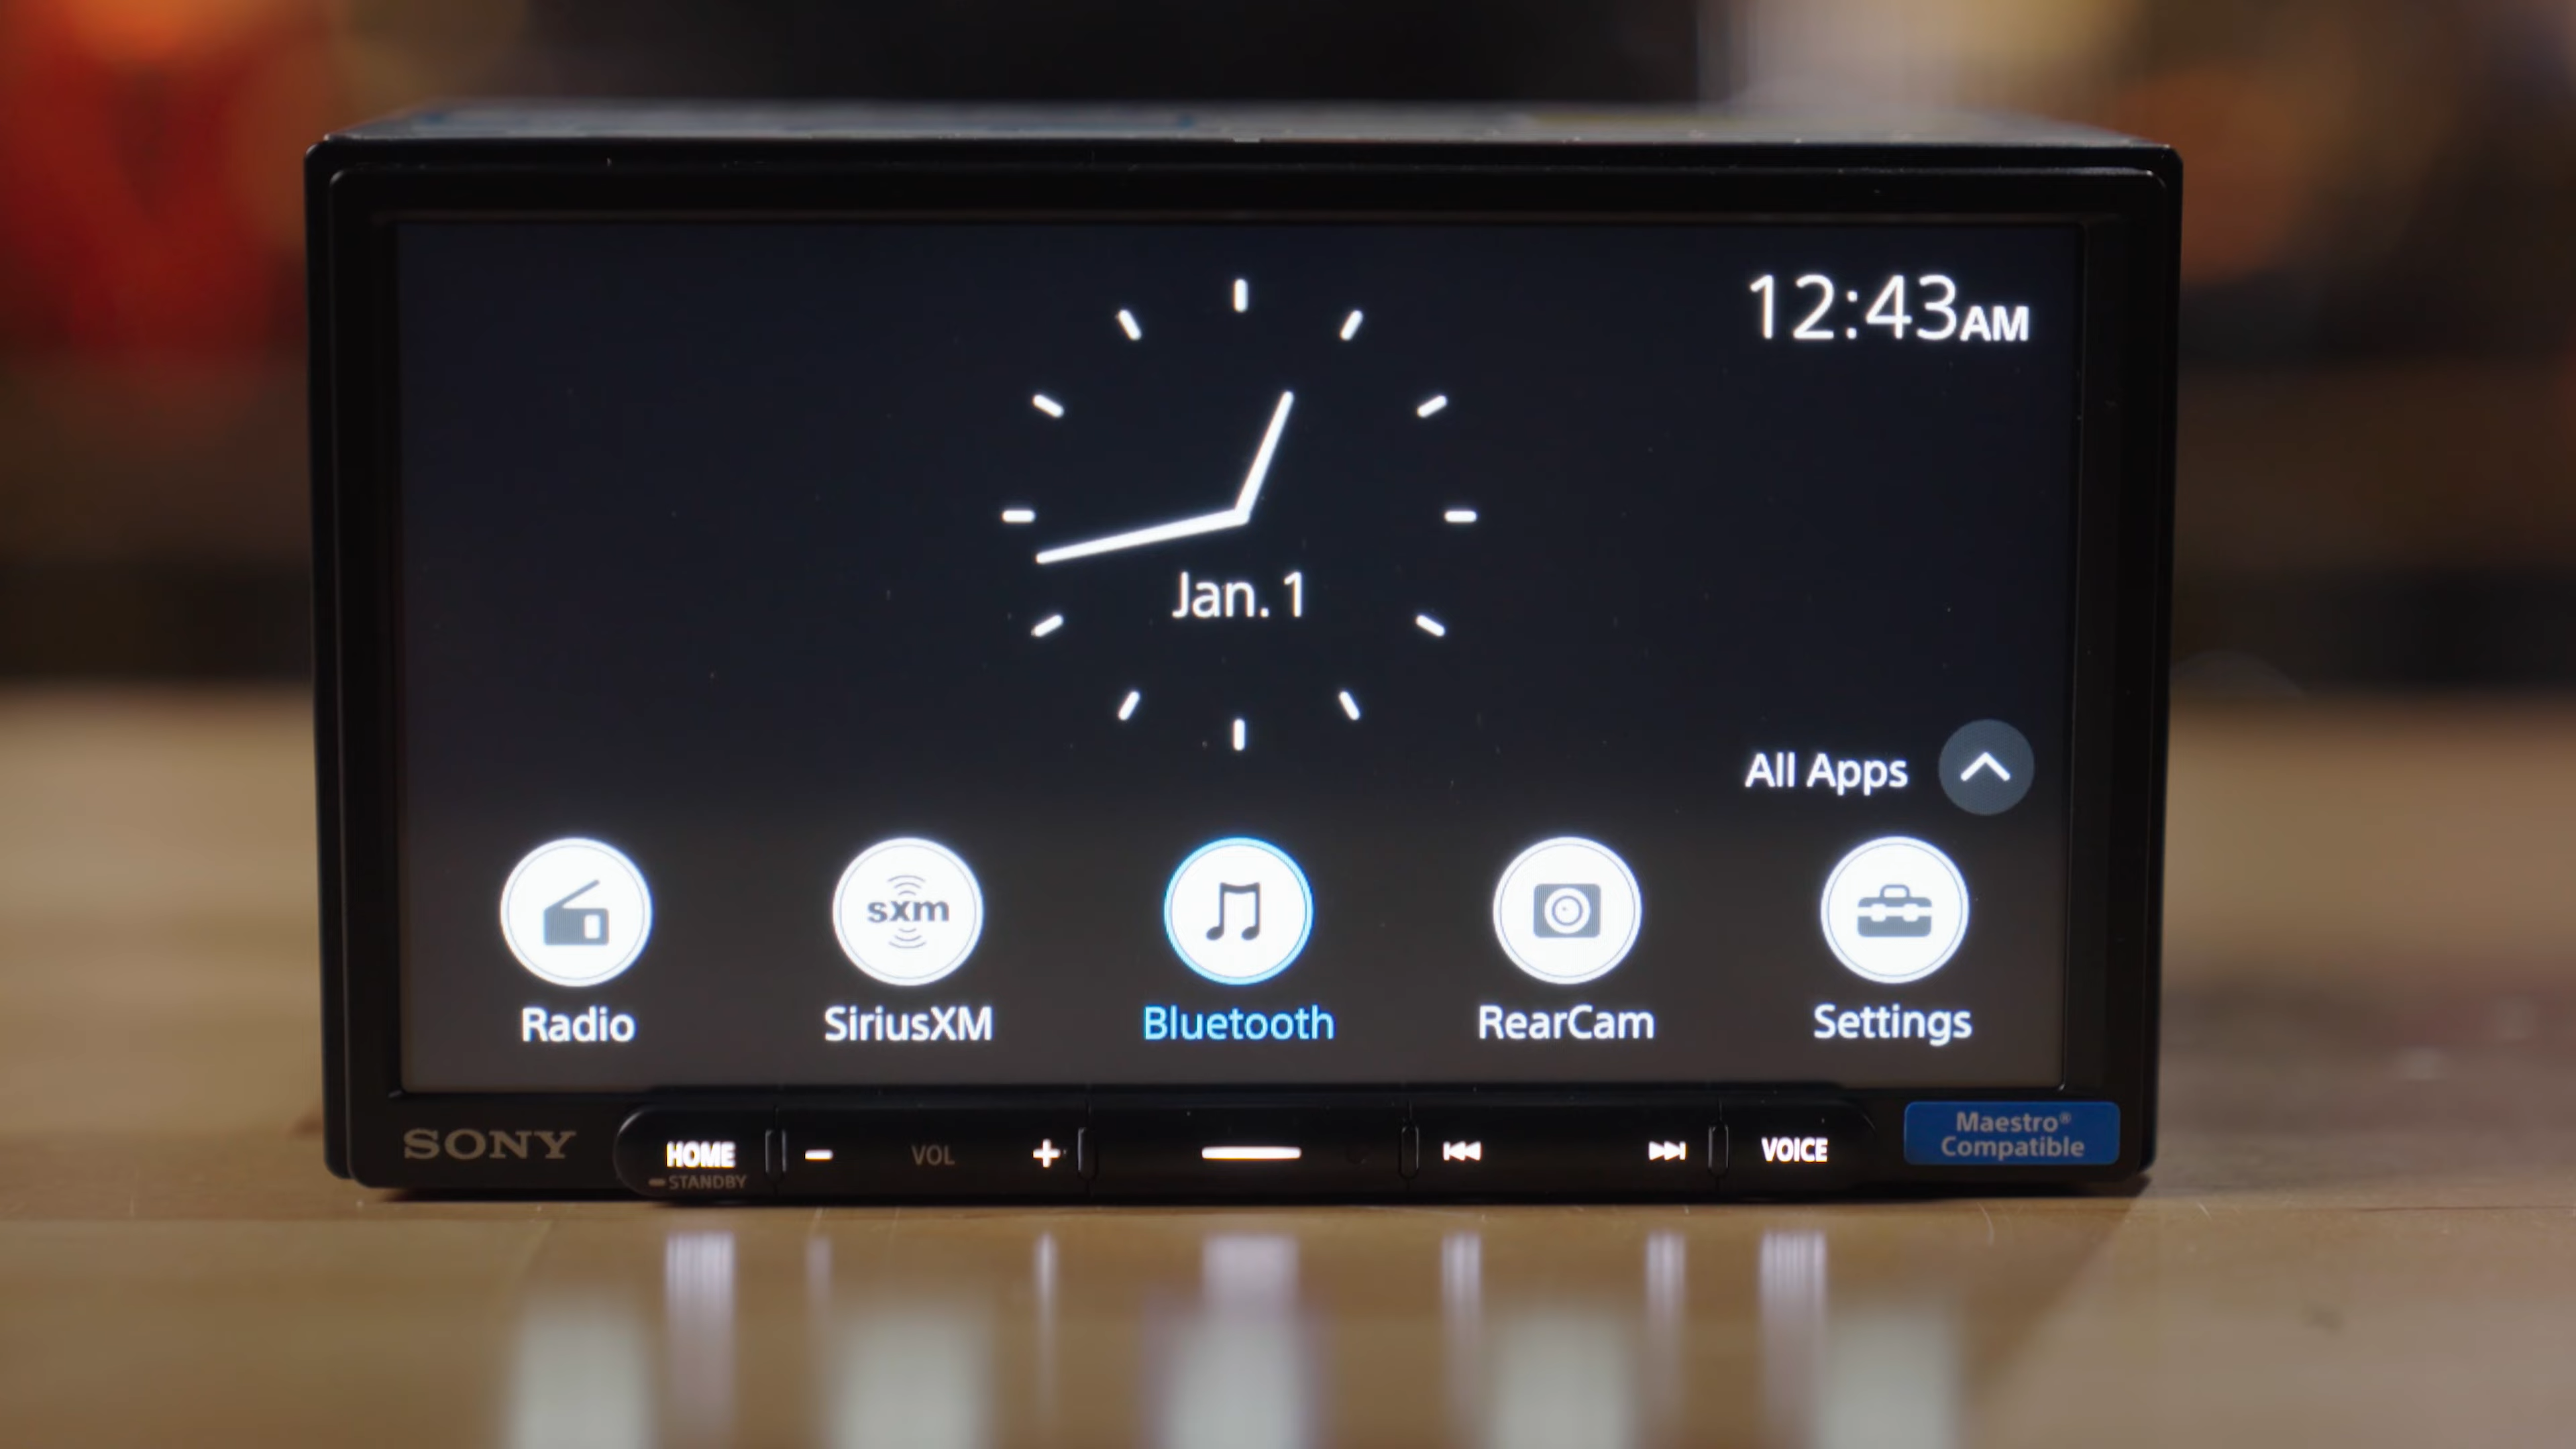 12:43AM
Jan. 1
All Apps
sxm
Radio
SiriusXM
Bluetooth
RearCam
Settings
SONY
HOME
STANDBY
VOL
VOICE
Maestro®
Compatible